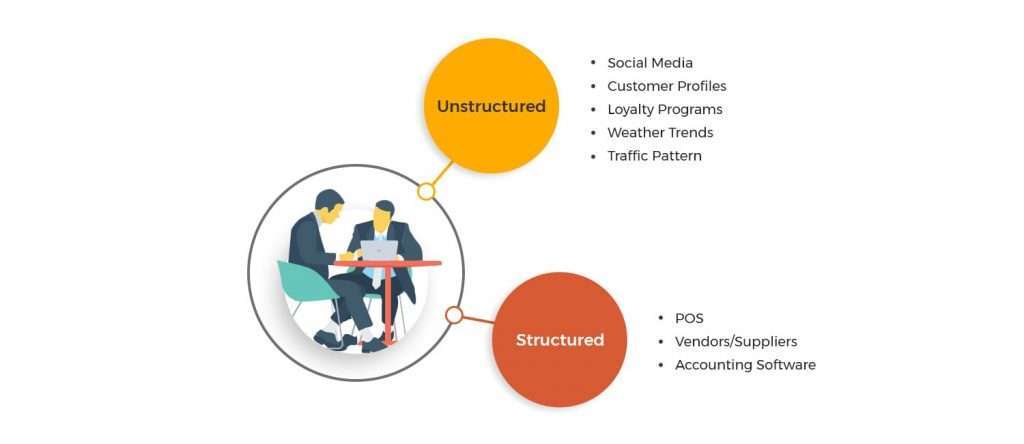 Unstructured
• Social Media
• Customer Profiles
• Loyalty Programs
• Weather Trends
• Traffic Pattern
Structured
• POS
• Vendors/Suppliers
• Accounting Software